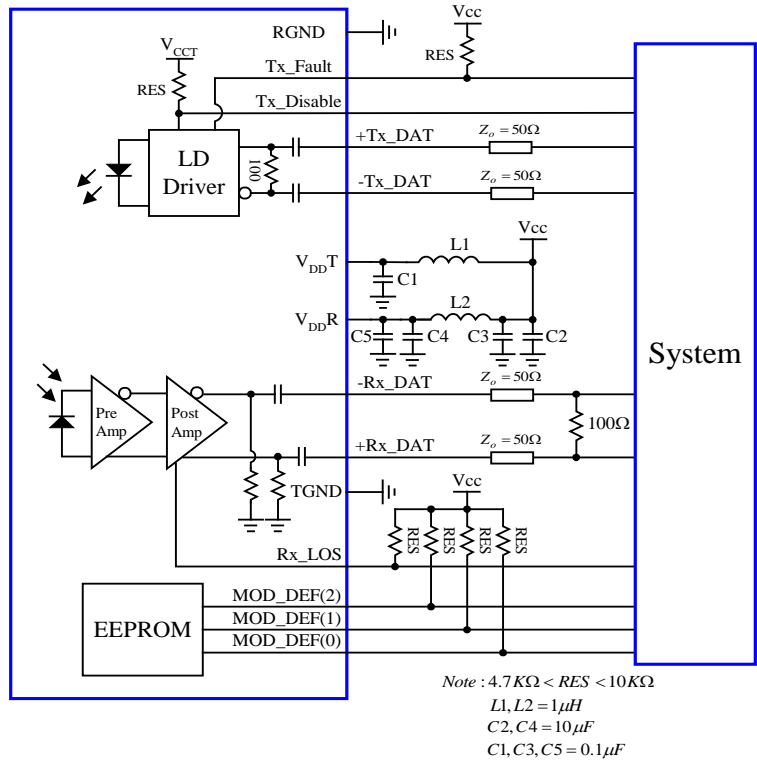 RGND
Vcc
V_CCT
RES
Tx_Fault
RES
Tx_Disable
LD
Driver
100
+Tx_DAT
Z_o = 50Ω
-Tx_DAT
Z_o = 50Ω
V_DDT
L1
Vcc
C1
V_DDR
L2
C5
C4
C3
C2
System
Pre
Amp
Post
Amp
-Rx_DAT
Z_o = 50Ω
100Ω
+Rx_DAT
Z_o = 50Ω
TGND
Vcc
RES
RES
RES
RES
Rx_LOS
EEPROM
MOD_DEF(2)
MOD_DEF(1)
MOD_DEF(0)
Note : 4.7KΩ < RES < 10KΩ
L1, L2 = 1μH
C2, C4 = 10μF
C1, C3, C5 = 0.1μF